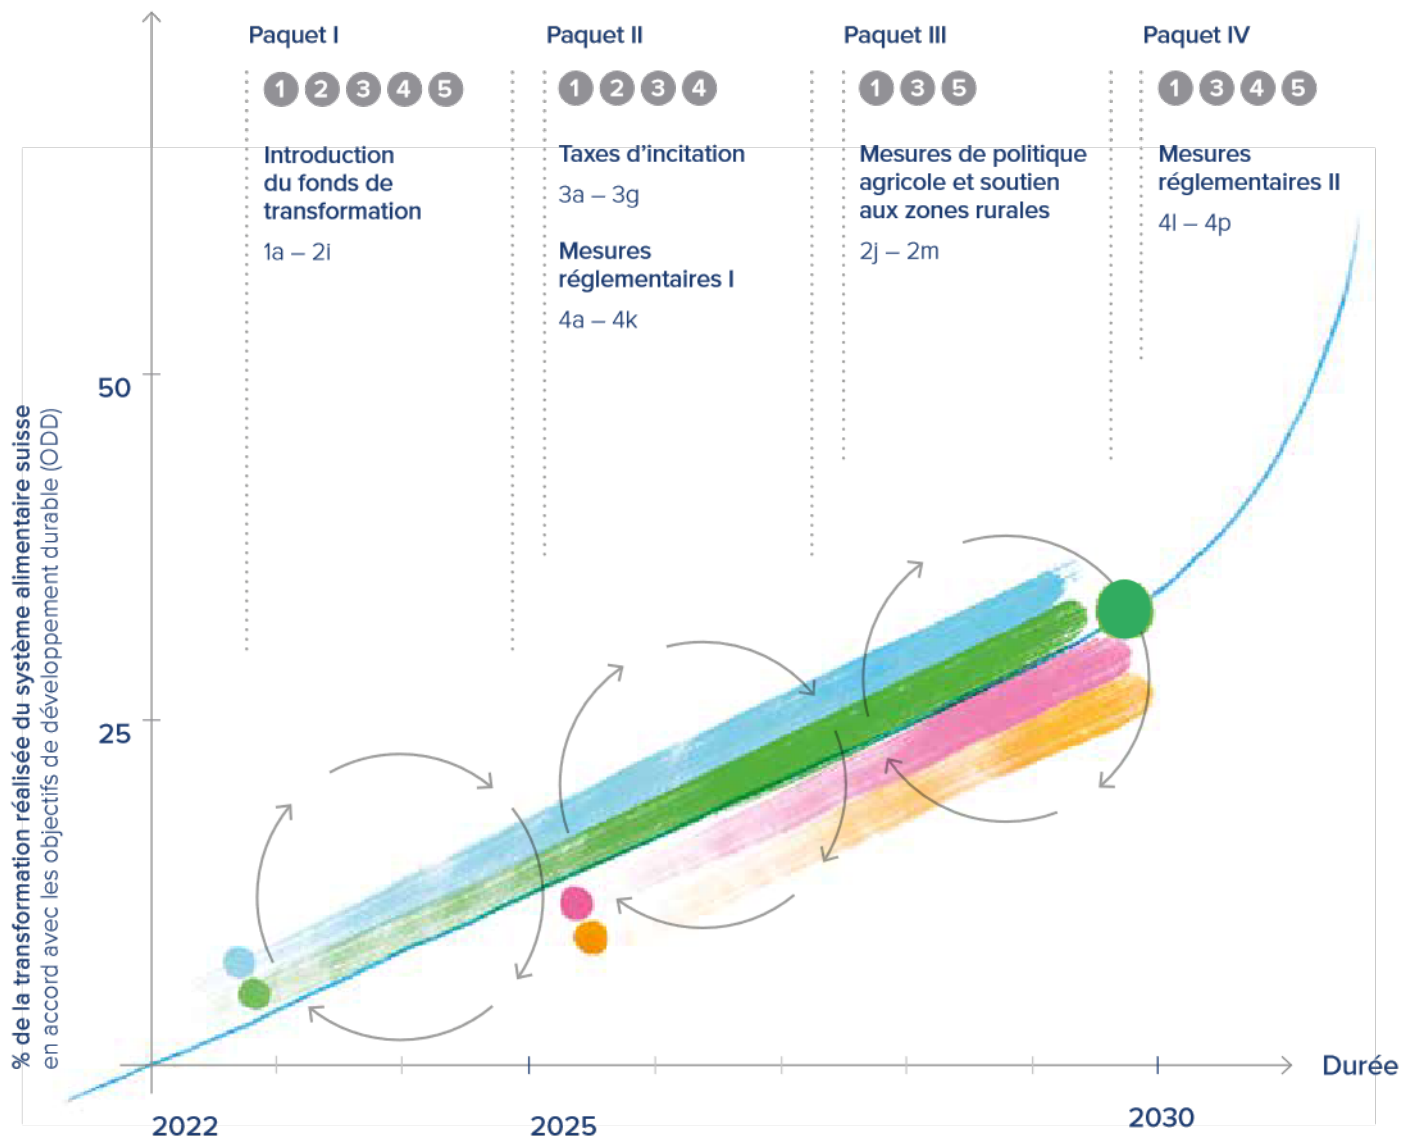 Paquet I
1 2 3 4 5
Introduction
du fonds de
transformation
1a – 2i
Paquet II
1 2 3 4
Taxes d’incitation
3a – 3g
Mesures
réglementaires I
4a – 4k
Paquet III
1 3 5
Mesures de politique
agricole et soutien
aux zones rurales
2j – 2m
Paquet IV
1 3 4 5
Mesures
réglementaires II
4l – 4p
% de la transformation réalisée du système alimentaire suisse
en accord avec les objectifs de développement durable (ODD)
50
25
Durée
2022
2025
2030